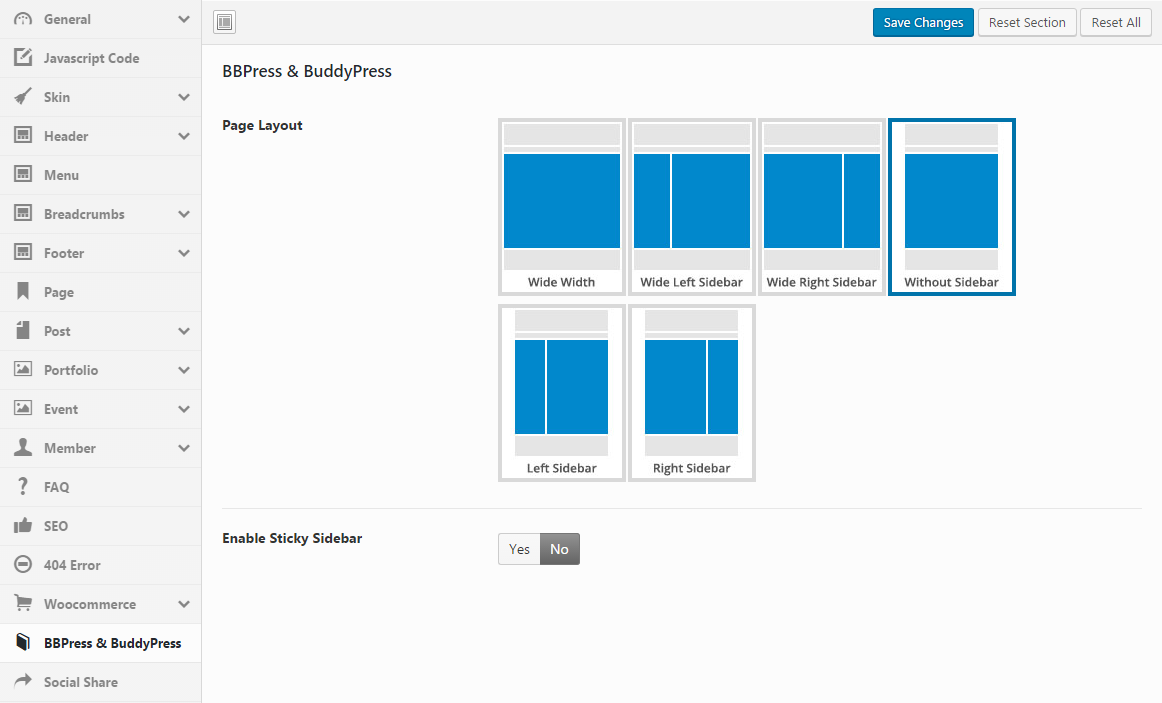 General
Javascript Code
Skin
Header
Menu
Breadcrumbs
Footer
Page
Post
Portfolio
Event
Member
FAQ
SEO
404 Error
Woocommerce
BBPress & BuddyPress
Social Share
Save Changes
Reset Section
Reset All
BBPress & BuddyPress
Page Layout
Wide Width
Wide Left Sidebar
Wide Right Sidebar
Without Sidebar
Left Sidebar
Right Sidebar
Enable Sticky Sidebar
Yes
No